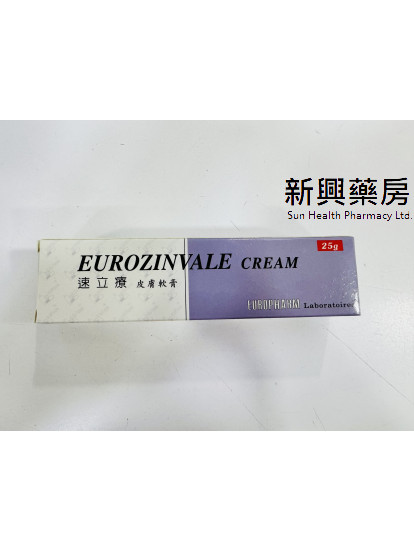 新興藥房
Sun Health Pharmacy Ltd.
25g
EUROZINVALE CREAM
速立療 皮膚軟膏
EUROPHARM Laboratoires